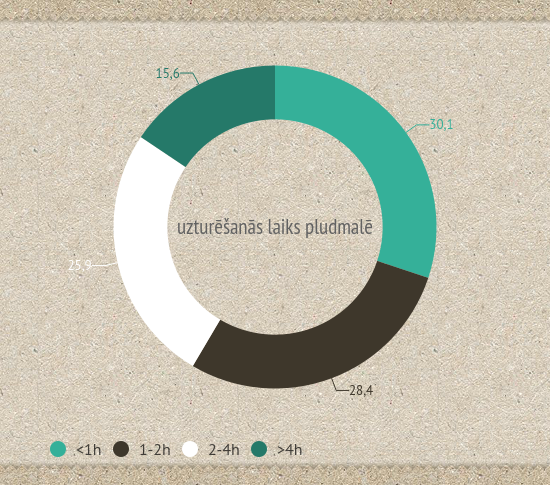 15,6
30,1
uzturēšanās laiks pludmalē
25,9
28,4
<1h 1-2h 2-4h >4h